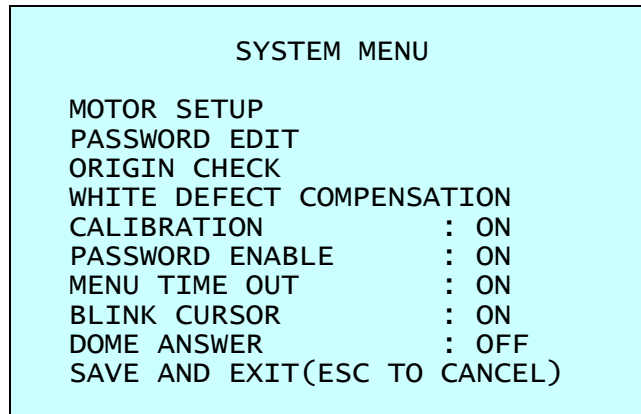 SYSTEM MENU
MOTOR SETUP
PASSWORD EDIT
ORIGIN CHECK
WHITE DEFECT COMPENSATION
CALIBRATION : ON
PASSWORD ENABLE : ON
MENU TIME OUT : ON
BLINK CURSOR : ON
DOME ANSWER : OFF
SAVE AND EXIT(ESC TO CANCEL)